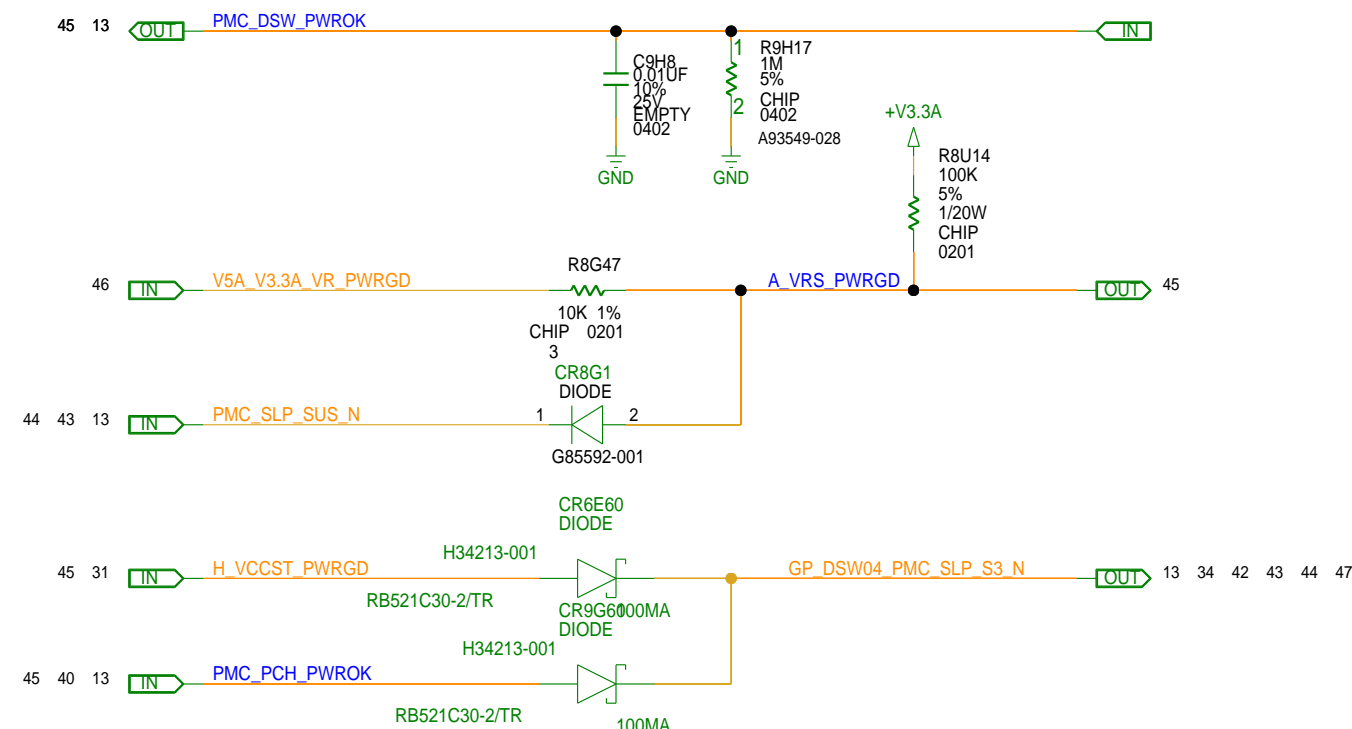 45 13 OUT PMC_DSW_PWROK IN
C9H8
0.01UF
10%
25V
EMPTY
0402
GND
1
2
R9H17
1M
5%
CHIP
0402
A93549-028
GND
+V3.3A
R8U14
100K
5%
1/20W
CHIP
0201
46 IN V5A_V3.3A_VR_PWRGD
R8G47
10K 1%
CHIP 0201
3
A_VRS_PWRGD
OUT 45
CR8G1
DIODE
44 43 13 IN PMC_SLP_SUS_N 1 2
G85592-001
CR6E60
DIODE
H34213-001
45 31 IN H_VCCST_PWRGD
RB521C30-2/TR
100MA
GP_DSW04_PMC_SLP_S3_N OUT 13 34 42 43 44 47
CR9G60
DIODE
H34213-001
45 40 13 IN PMC_PCH_PWROK
RB521C30-2/TR
100MA